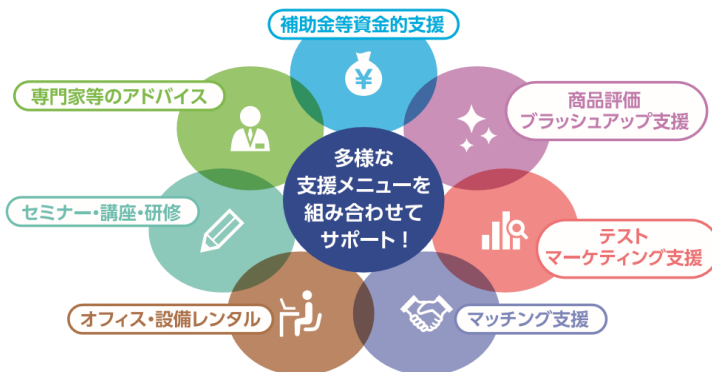 補助金等資金的支援
¥
専門家等のアドバイス
商品評価
ブラッシュアップ支援
多様な
支援メニューを
組み合わせて
サポート！
セミナー・講座・研修
テスト
マーケティング支援
オフィス・設備レンタル
マッチング支援